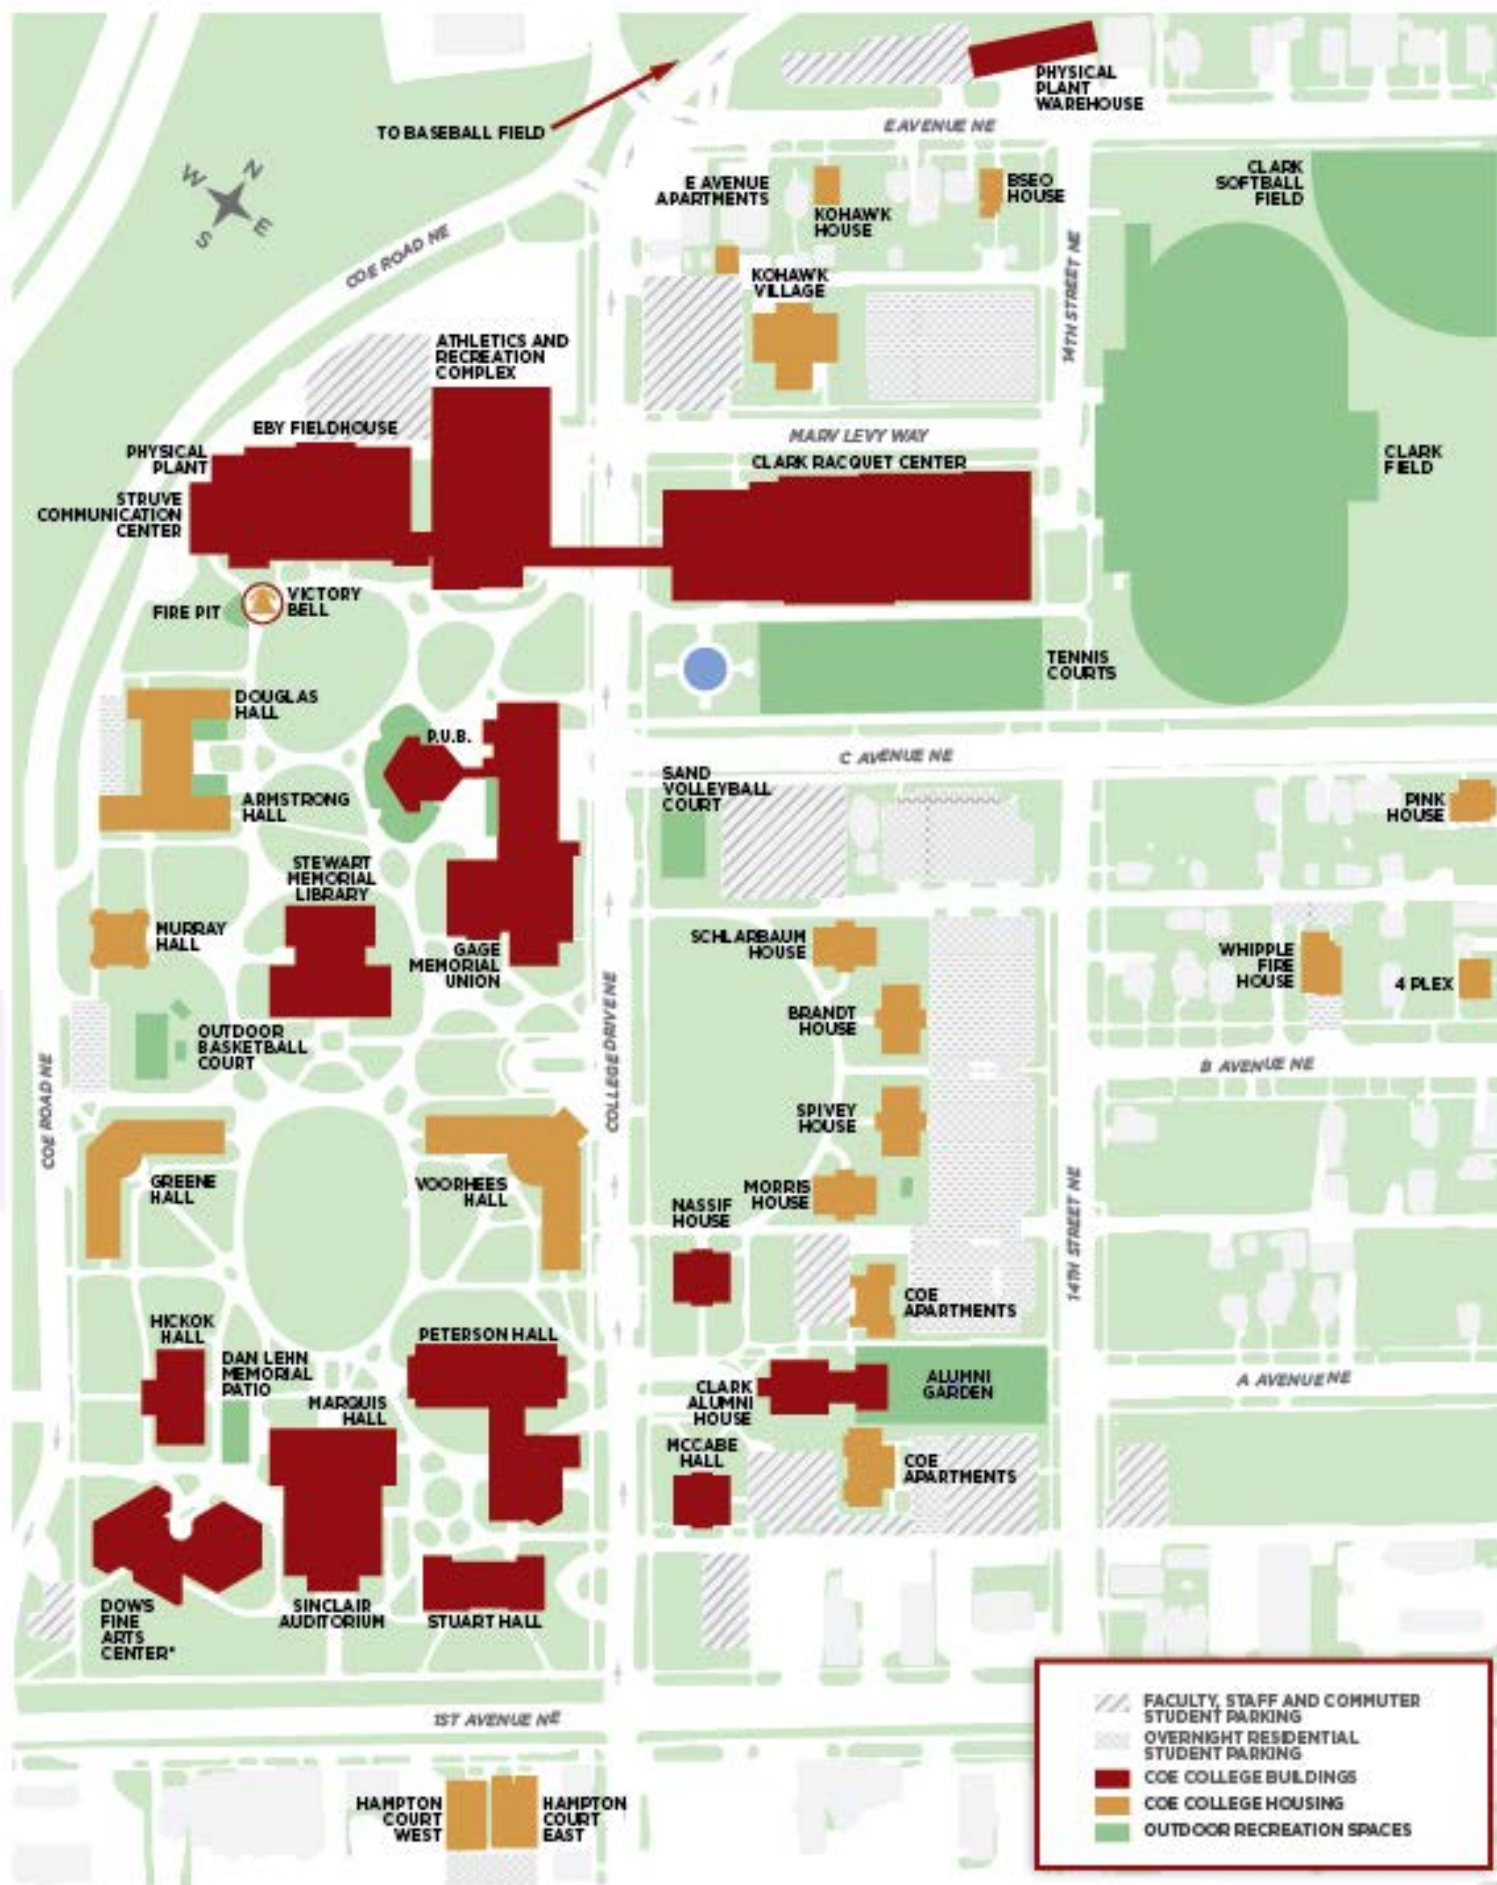 PHYSICAL
PLANT
WAREHOUSE
TO BASEBALL FIELD
E AVENUE NE
N
W
E
S
E AVENUE
APARTMENTS
KOHAWK
HOUSE
BSEO
HOUSE
CLARK
SOFTBALL
FIELD
COE ROAD NE
14TH STREET NE
KOHAWK
VILLAGE
ATHLETICS AND
RECREATION
COMPLEX
EBY FIELDHOUSE
PHYSICAL
PLANT
STRUVE
COMMUNICATION
CENTER
MARV LEVY WAY
CLARK RACQUET CENTER
CLARK
FIELD
FIRE PIT
VICTORY
BELL
TENNIS
COURTS
DOUGLAS
HALL
P.U.B.
C AVENUE NE
SAND
VOLLEYBALL
COURT
ARMSTRONG
HALL
PINK
HOUSE
STEWART
MEMORIAL
LIBRARY
MURRAY
HALL
GAGE
MEMORIAL
UNION
SCHLARBAUM
HOUSE
WHIPPLE
FIRE
HOUSE
4 PLEX
BRANDT
HOUSE
OUTDOOR
BASKETBALL
COURT
COE ROAD NE
COLLEGE DRIVE NE
B AVENUE NE
SPIVEY
HOUSE
GREENE
HALL
VOORHEES
HALL
MORRIS
HOUSE
NASSIF
HOUSE
14TH STREET NE
COE
APARTMENTS
HICKOK
HALL
PETERSON HALL
DAN LEHN
MEMORIAL
PATIO
MARQUIS
HALL
CLARK
ALUMNI
HOUSE
ALUMNI
GARDEN
A AVENUE NE
MCCABE
HALL
COE
APARTMENTS
DOWS
FINE
ARTS
CENTER*
SINCLAIR
AUDITORIUM
STUART HALL
1ST AVENUE NE
HAMPTON
COURT
WEST
HAMPTON
COURT
EAST
FACULTY, STAFF AND COMMUTER
STUDENT PARKING
OVERNIGHT RESIDENTIAL
STUDENT PARKING
COE COLLEGE BUILDINGS
COE COLLEGE HOUSING
OUTDOOR RECREATION SPACES